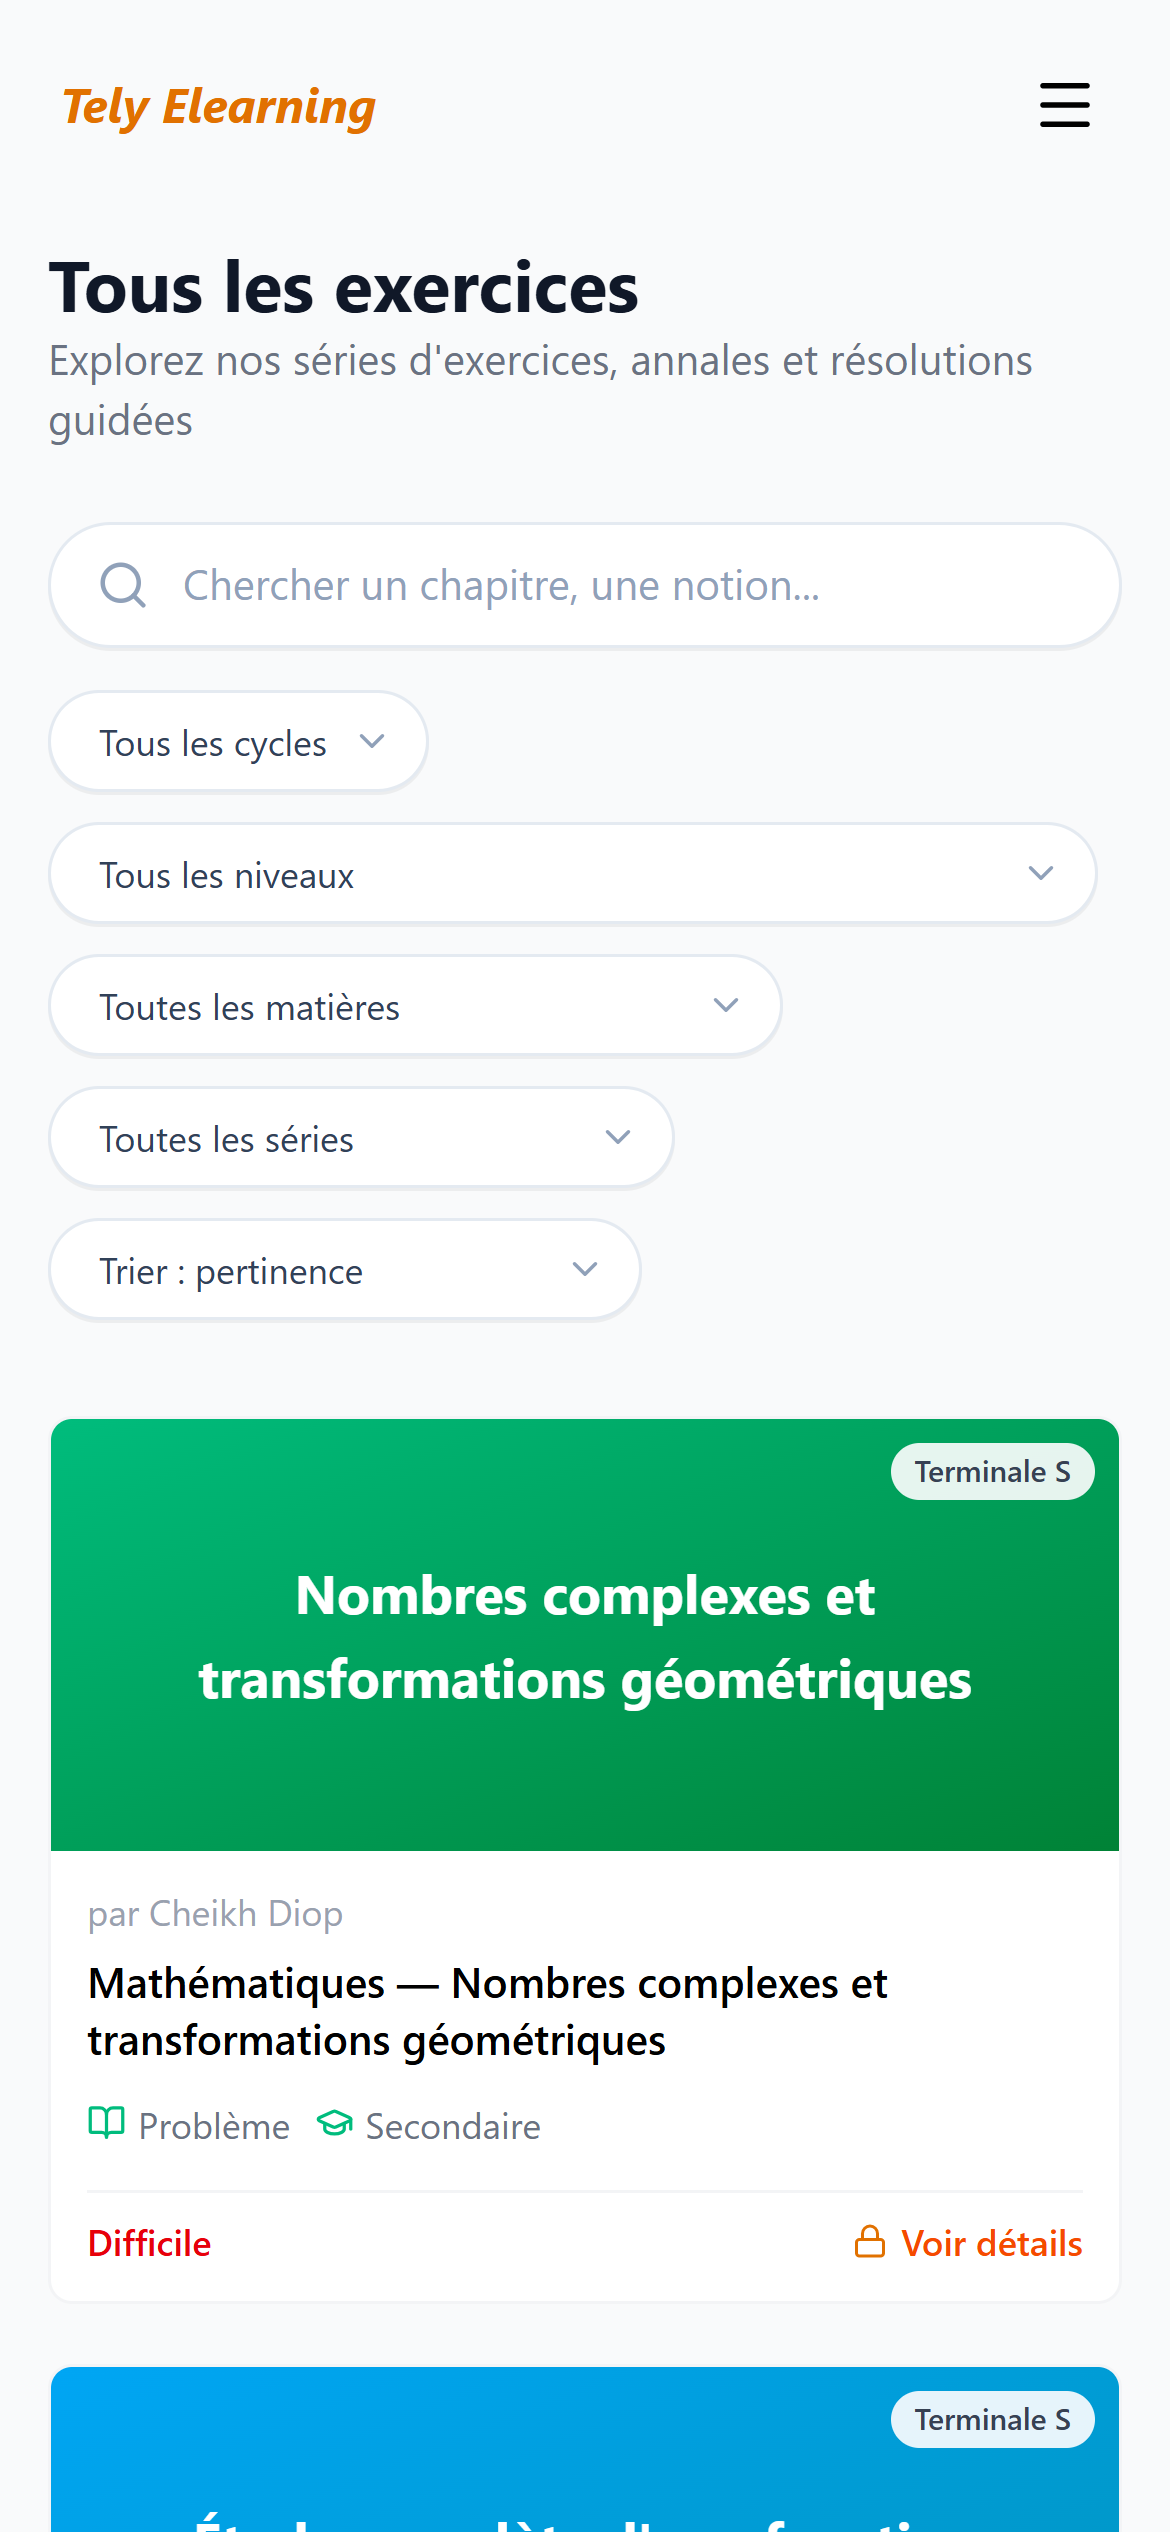 Tely Elearning
Tous les exercices
Explorez nos séries d'exercices, annales et résolutions
guidées
Chercher un chapitre, une notion...
Tous les cycles
Tous les niveaux
Toutes les matières
Toutes les séries
Trier : pertinence
Terminale S
Nombres complexes et
transformations géométriques
par Cheikh Diop
Mathématiques — Nombres complexes et
transformations géométriques
Problème Secondaire
Difficile Voir détails
Terminale S